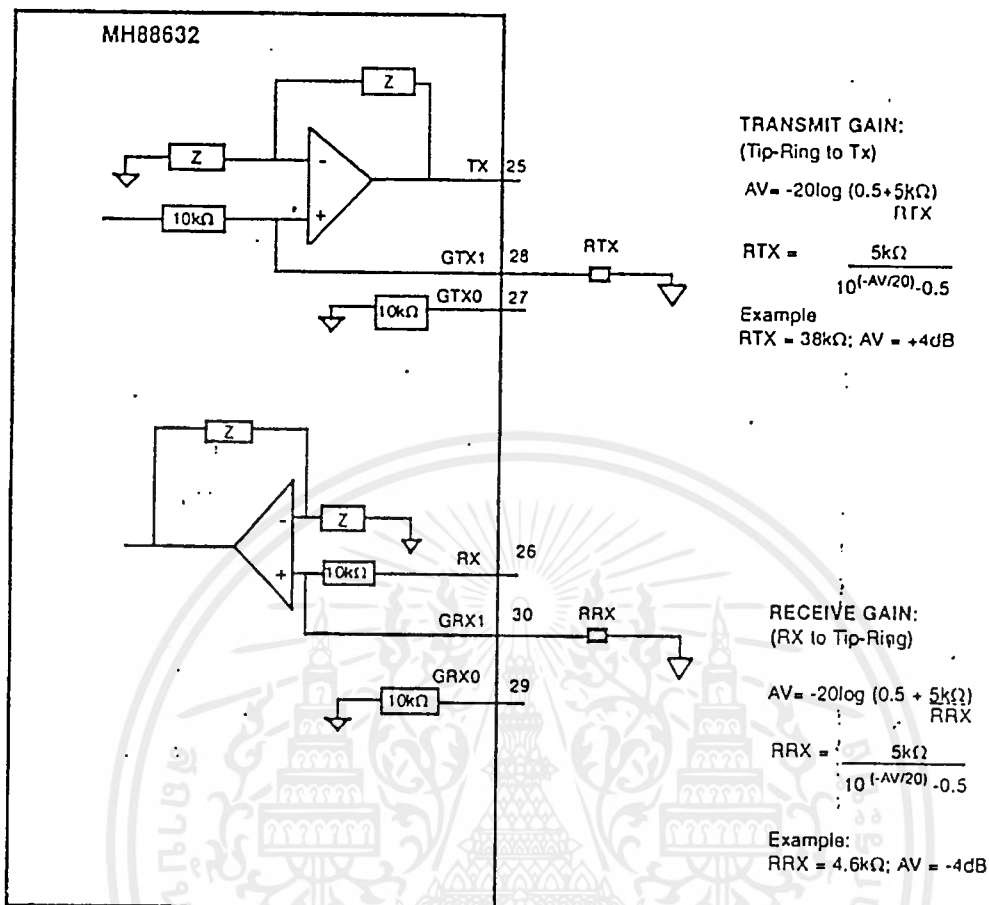 MH88632
Z
Z
-
+
10kΩ
TX 25
GTX1 28
RTX
GTX0 27
10kΩ
TRANSMIT GAIN:
(Tip-Ring to Tx)
AV= -20log (0.5+5kΩ)
RTX
RTX = 5kΩ
10(-AV/20)-0.5
Example
RTX = 38kΩ; AV = +4dB
Z
-
Z
+
10kΩ
RX 26
GRX1 30
RRX
GRX0 29
10kΩ
RECEIVE GAIN:
(RX to Tip-Ring)
AV= -20log (0.5 + 5kΩ)
RRX
RRX = 5kΩ
10 (-AV/20) -0.5
Example:
RRX = 4.6kΩ; AV = -4dB